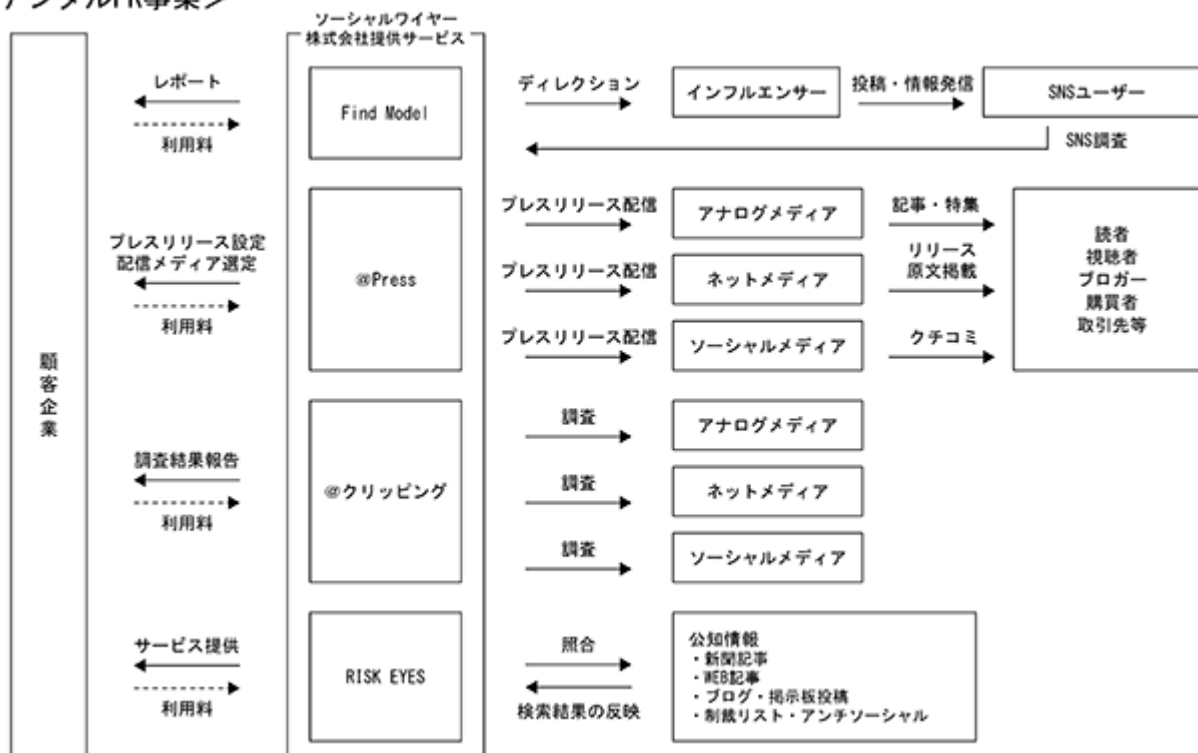 デジタルPR事業＞
ソーシャルワイヤー
株式会社提供サービス
顧客企業
レポート
利用料
Find Model
ディレクション
インフルエンサー
投稿・情報発信
SNSユーザー
SNS調査
プレスリリース設定
配信メディア選定
利用料
@Press
プレスリリース配信
アナログメディア
記事・特集
プレスリリース配信
ネットメディア
リリース
原文掲載
プレスリリース配信
ソーシャルメディア
クチコミ
読者
視聴者
ブロガー
購買者
取引先等
調査結果報告
利用料
@クリッピング
調査
アナログメディア
調査
ネットメディア
調査
ソーシャルメディア
サービス提供
利用料
RISK EYES
照合
検索結果の反映
公知情報
・新聞記事
・WEB記事
・ブログ・掲示板投稿
・制裁リスト・アンチソーシャル